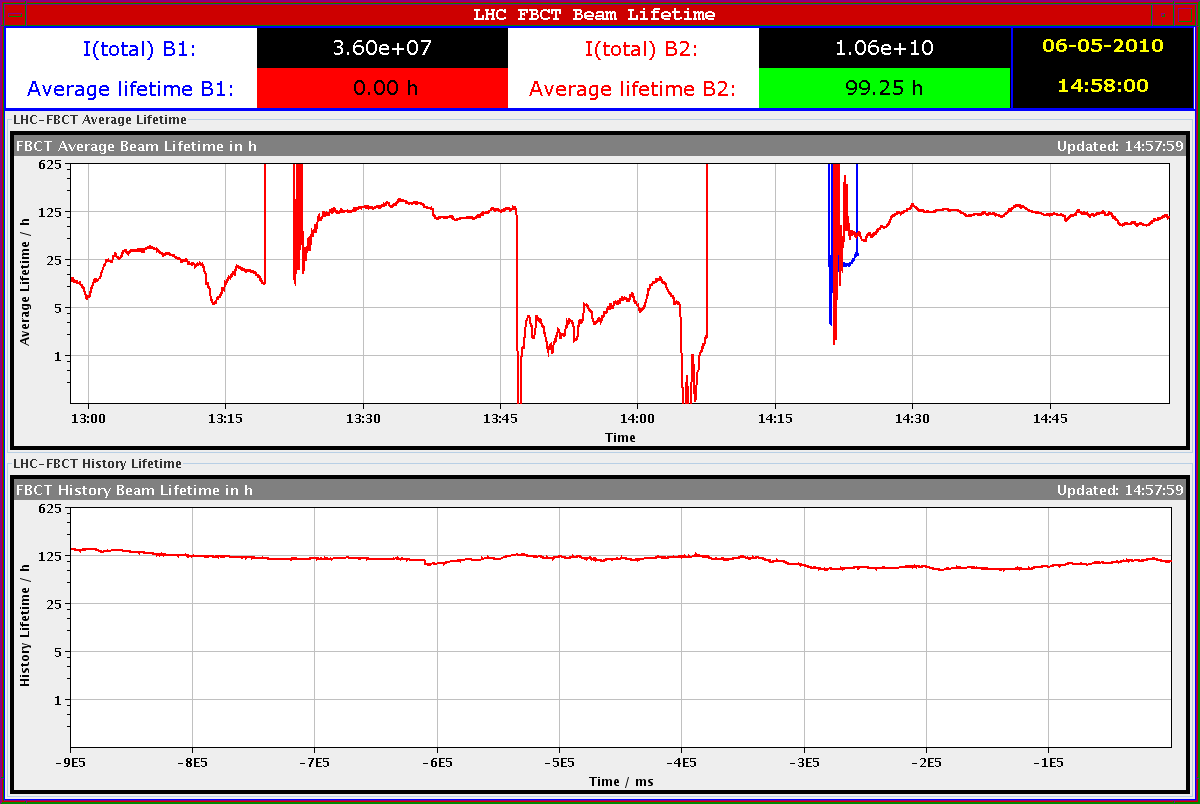 LHC FBCT Beam Lifetime
I(total) B1: 3.60e+07 I(total) B2: 1.06e+10 06-05-2010
Average lifetime B1: 0.00 h Average lifetime B2: 99.25 h 14:58:00
LHC-FBCT Average Lifetime
FBCT Average Beam Lifetime in h Updated: 14:57:59
625
125
25
5
1
Average Lifetime / h
13:00 13:15 13:30 13:45 14:00 14:15 14:30 14:45
Time
LHC-FBCT History Lifetime
FBCT History Beam Lifetime in h Updated: 14:57:59
625
125
25
5
1
History Lifetime / h
-9E5 -8E5 -7E5 -6E5 -5E5 -4E5 -3E5 -2E5 -1E5
Time / ms